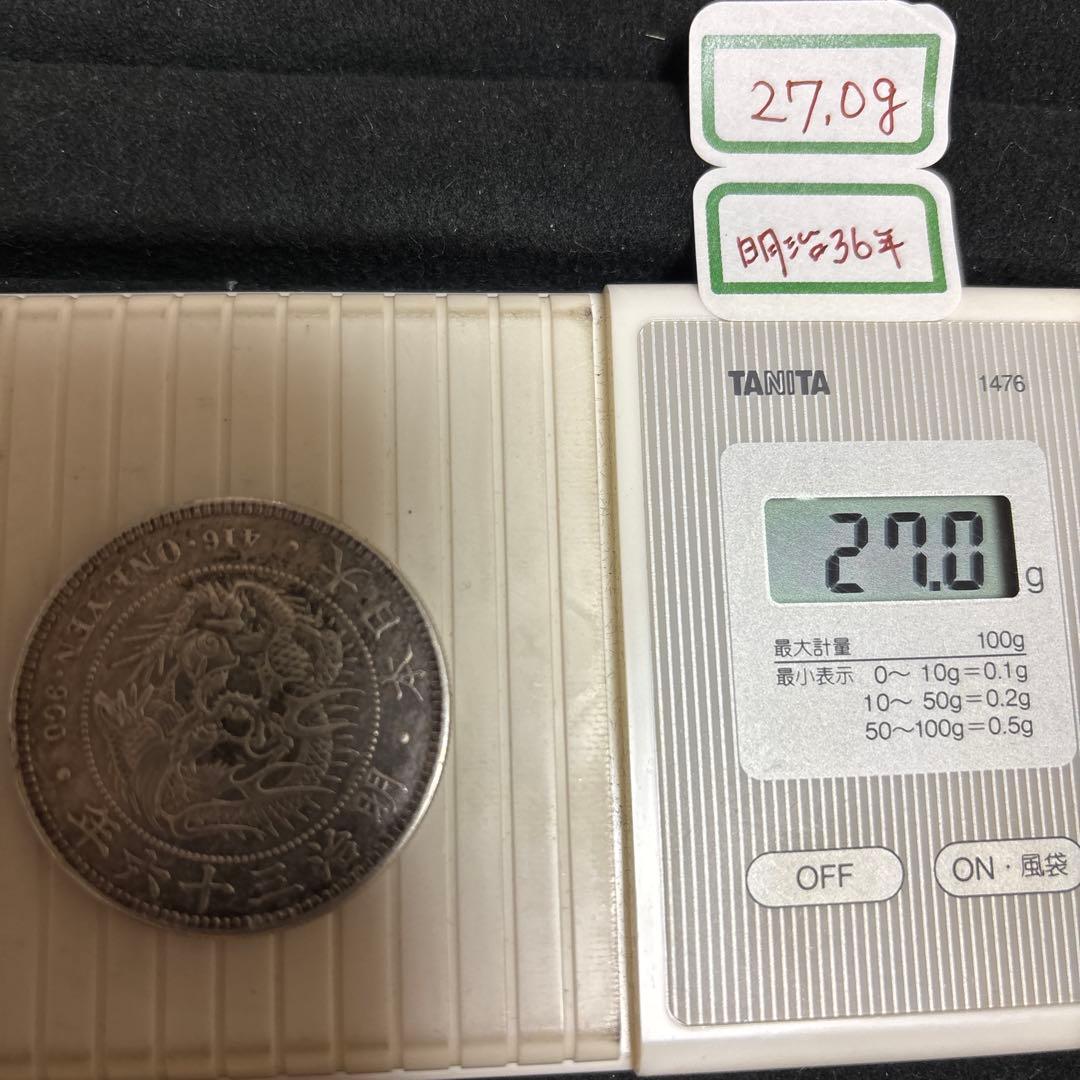 27.0g
明治36年
TANITA 1476
27.0 g
最大計量 100g
最小表示 0～ 10g=0.1g
10～ 50g=0.2g
50～100g=0.5g
OFF
ON・風袋
大日本・明治三十六年
416・ONE YEN・900